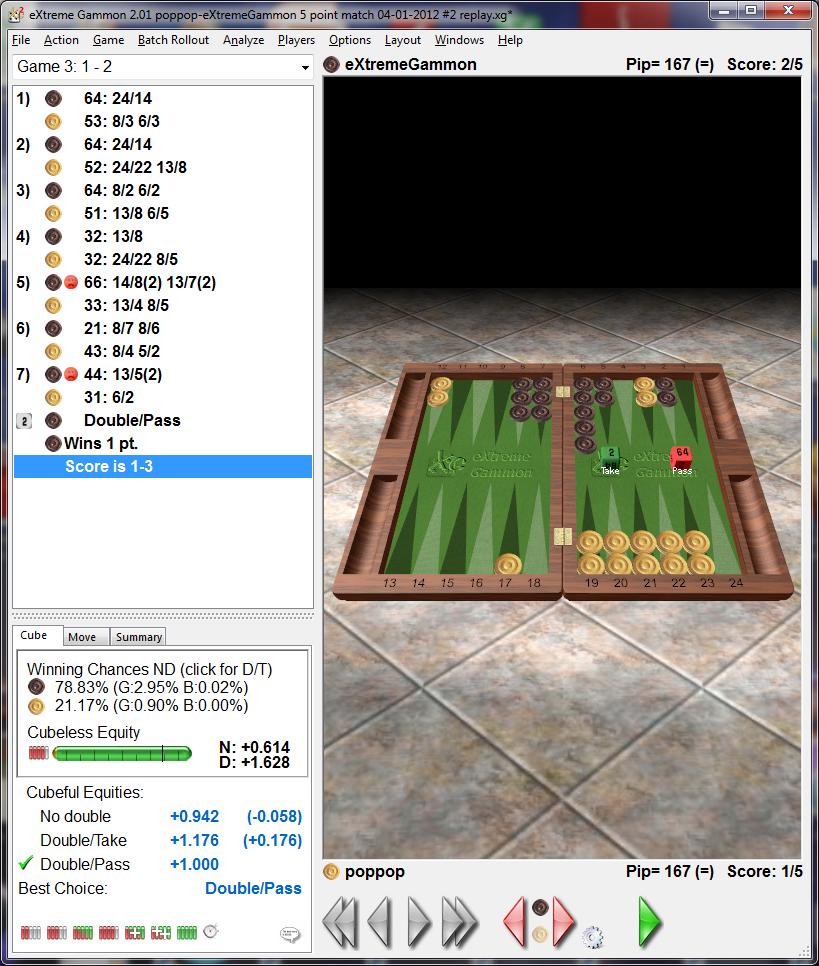 eXtreme Gammon 2.01 poppop-eXtremeGammon 5 point match 04-01-2012 #2 replay.xg*
File Action Game Batch Rollout Analyze Players Options Layout Windows Help
Game 3: 1 - 2
eXtremeGammon Pip= 167 (=) Score: 2/5
1) 64: 24/14
53: 8/3 6/3
2) 64: 24/14
52: 24/22 13/8
3) 64: 8/2 6/2
51: 13/8 6/5
4) 32: 13/8
32: 24/22 8/5
5) 66: 14/8(2) 13/7(2)
33: 13/4 8/5
6) 21: 8/7 8/6
43: 8/4 5/2
7) 44: 13/5(2)
31: 6/2
2 Double/Pass
Wins 1 pt.
Score is 1-3
12 11 10 9 8 7 6 5 4 3 2 1
eXtreme
Gammon
eXtreme
Gammon
2 64
Take Pass
13 14 15 16 17 18 19 20 21 22 23 24
Cube Move Summary
Winning Chances ND (click for D/T)
78.83% (G:2.95% B:0.02%)
21.17% (G:0.90% B:0.00%)
Cubeless Equity
N: +0.614
D: +1.628
Cubeful Equities:
No double +0.942 (-0.058)
Double/Take +1.176 (+0.176)
Double/Pass +1.000
Best Choice: Double/Pass
poppop Pip= 167 (=) Score: 1/5